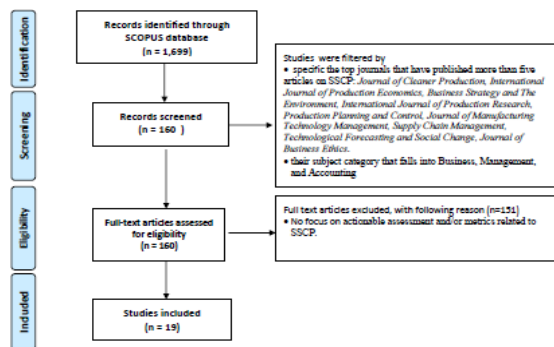 Identification
Records identified through
SCOPUS database
(n = 1,699)
Screening
Records screened
(n = 160 )
Studies were filtered by
• specific the top journals that have published more than five
articles on SSCP: Journal of Cleaner Production, International
Journal of Production Economics, Business Strategy and The
Environment, International Journal of Production Research,
Production Planning and Control, Journal of Manufacturing
Technology Management, Supply Chain Management,
Technological Forecasting and Social Change, Journal of
Business Ethics.
• their subject category that falls into Business, Management,
and Accounting
Eligibility
Full-text articles assessed
for eligibility
(n = 160)
Full text articles excluded, with following reason (n=151)
• No focus on actionable assessment and/or metrics related to
SSCP.
Included
Studies included
(n = 19)